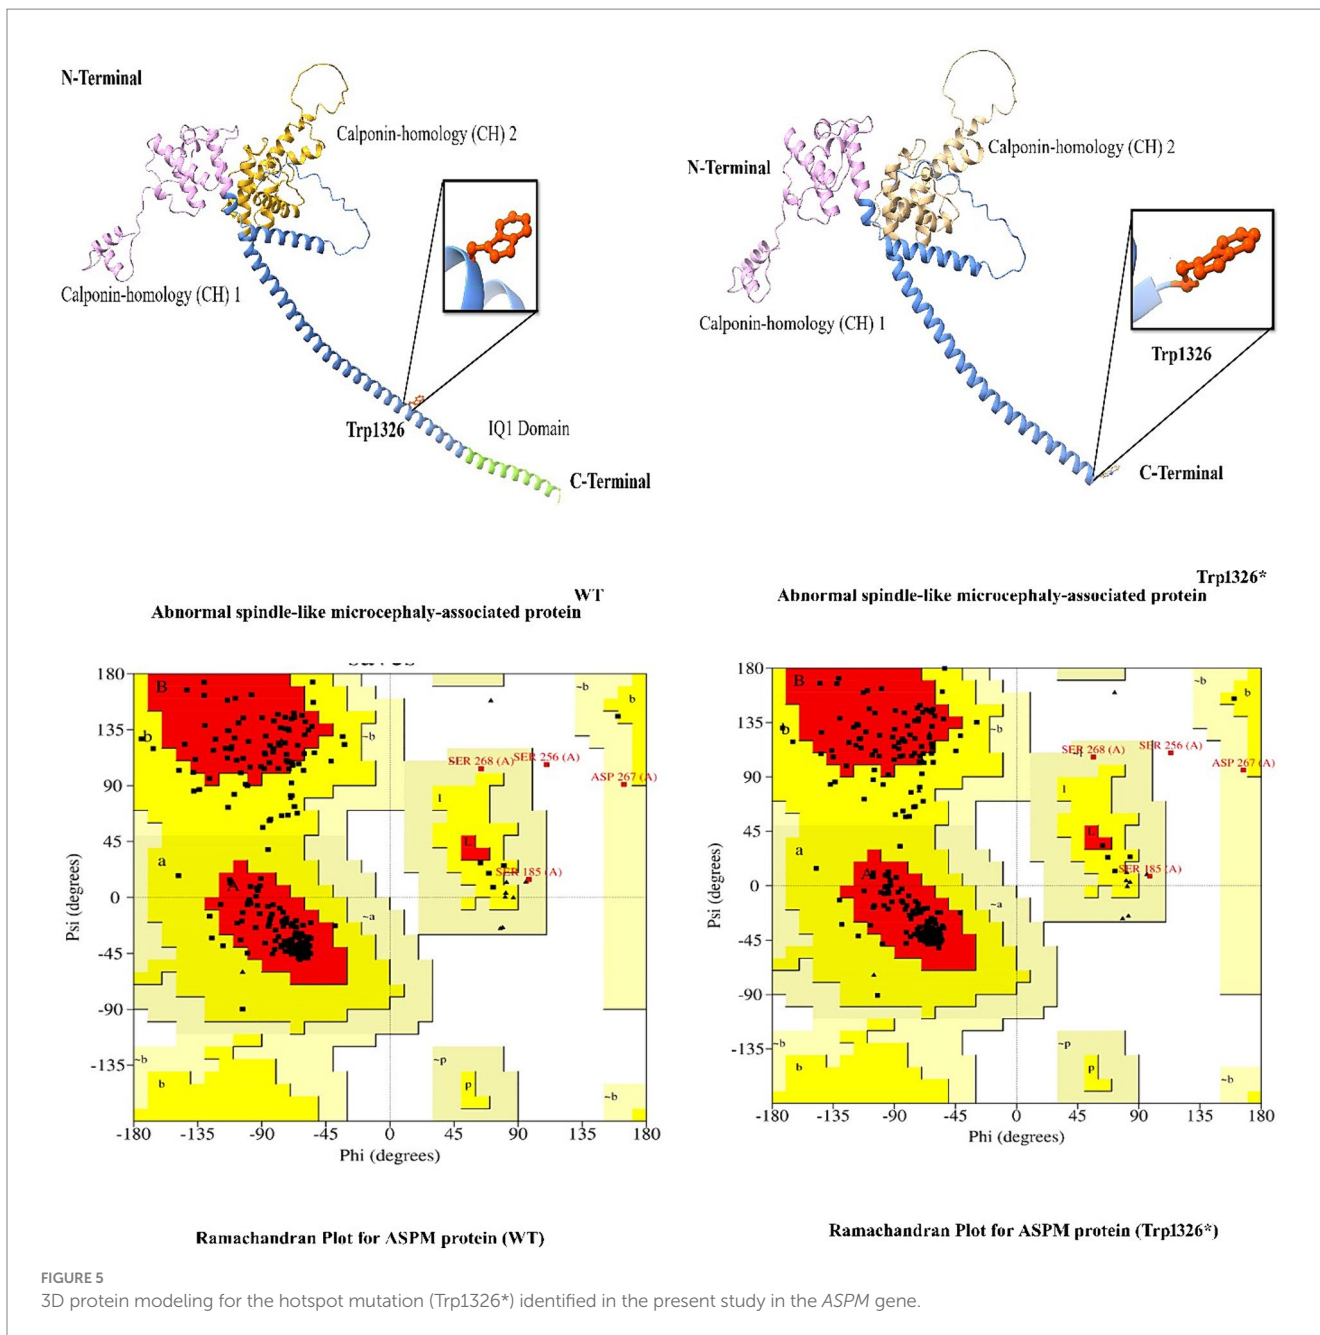 N-Terminal
Calponin-homology (CH) 2
Calponin-homology (CH) 1
Trp1326
IQ1 Domain
C-Terminal
N-Terminal
Calponin-homology (CH) 2
Calponin-homology (CH) 1
Trp1326
C-Terminal
Abnormal spindle-like microcephaly-associated protein WT
Abnormal spindle-like microcephaly-associated protein Trp1326*
180
135
90
45
0
-45
-90
-135
Psi (degrees)
B
b
~b
~b
b
SER 268 (A)
SER 256 (A)
ASP 267 (A)
l
L
SER 185 (A)
a
A
~a
~b
b
~p
p
~b
-180 -135 -90 -45 0 45 90 135 180
Phi (degrees)
180
135
90
45
0
-45
-90
-135
Psi (degrees)
B
b
~b
~b
b
SER 268 (A)
SER 256 (A)
ASP 267 (A)
l
L
SER 185 (A)
a
A
~a
~b
b
~p
p
~b
-180 -135 -90 -45 0 45 90 135 180
Phi (degrees)
Ramachandran Plot for ASPM protein (WT)
Ramachandran Plot for ASPM protein (Trp1326*)
FIGURE 5
3D protein modeling for the hotspot mutation (Trp1326*) identified in the present study in the ASPM gene.